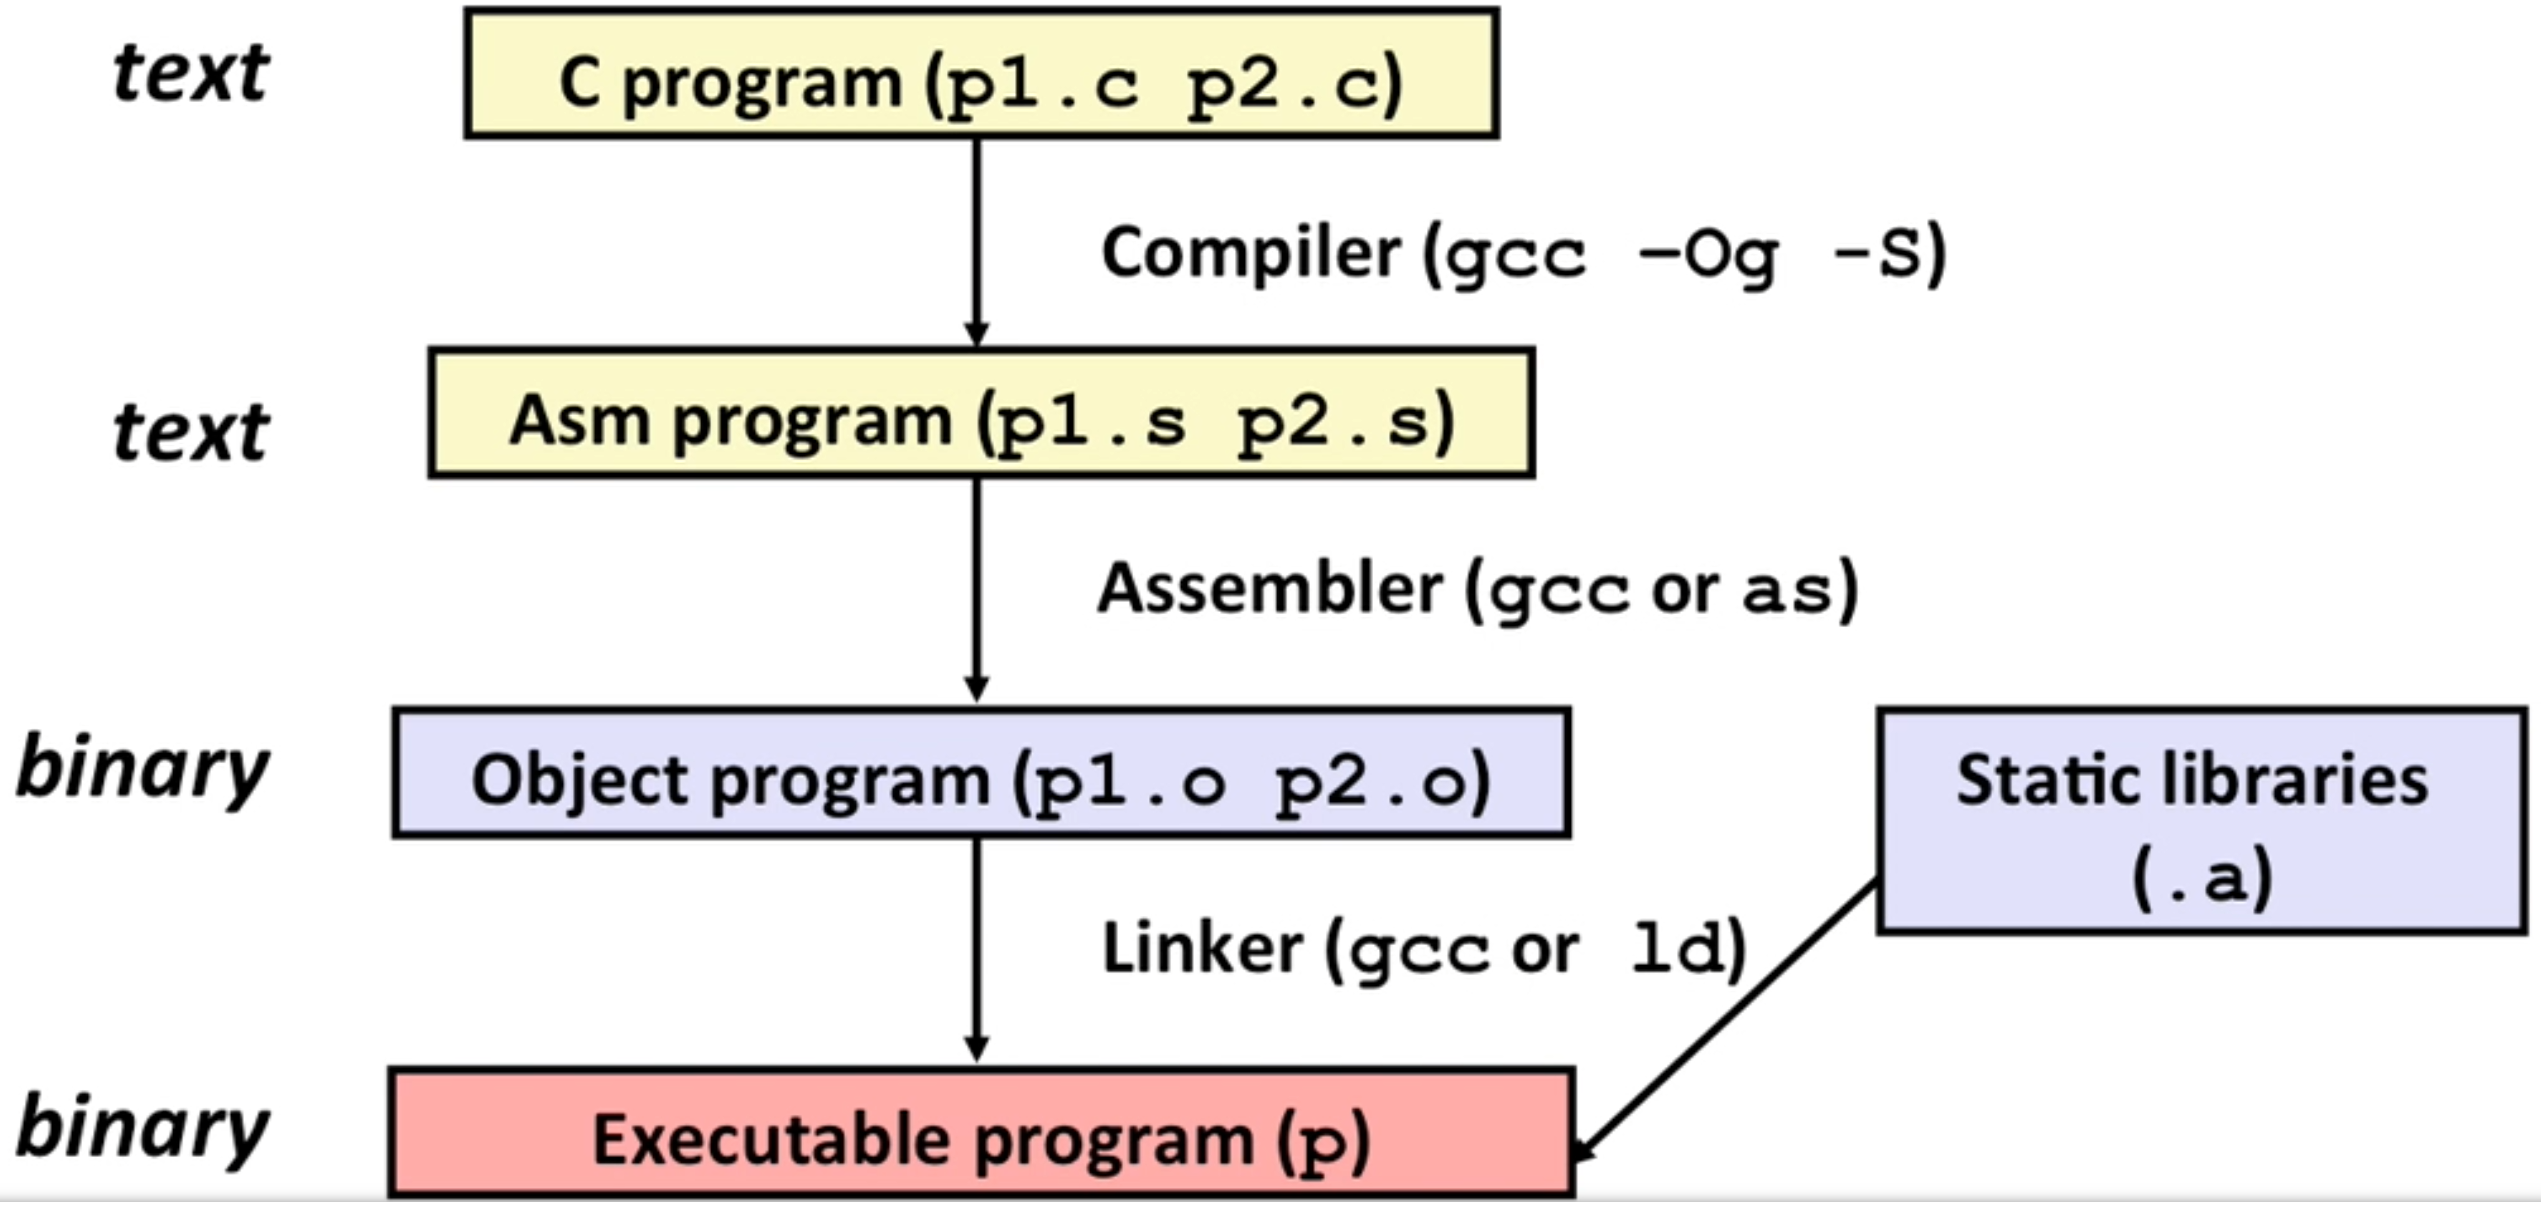 text
C program (p1.c p2.c)
Compiler (gcc –Og -S)
text
Asm program (p1.s p2.s)
Assembler (gcc or as)
binary
Object program (p1.o p2.o)
Static libraries
(.a)
Linker (gcc or ld)
binary
Executable program (p)